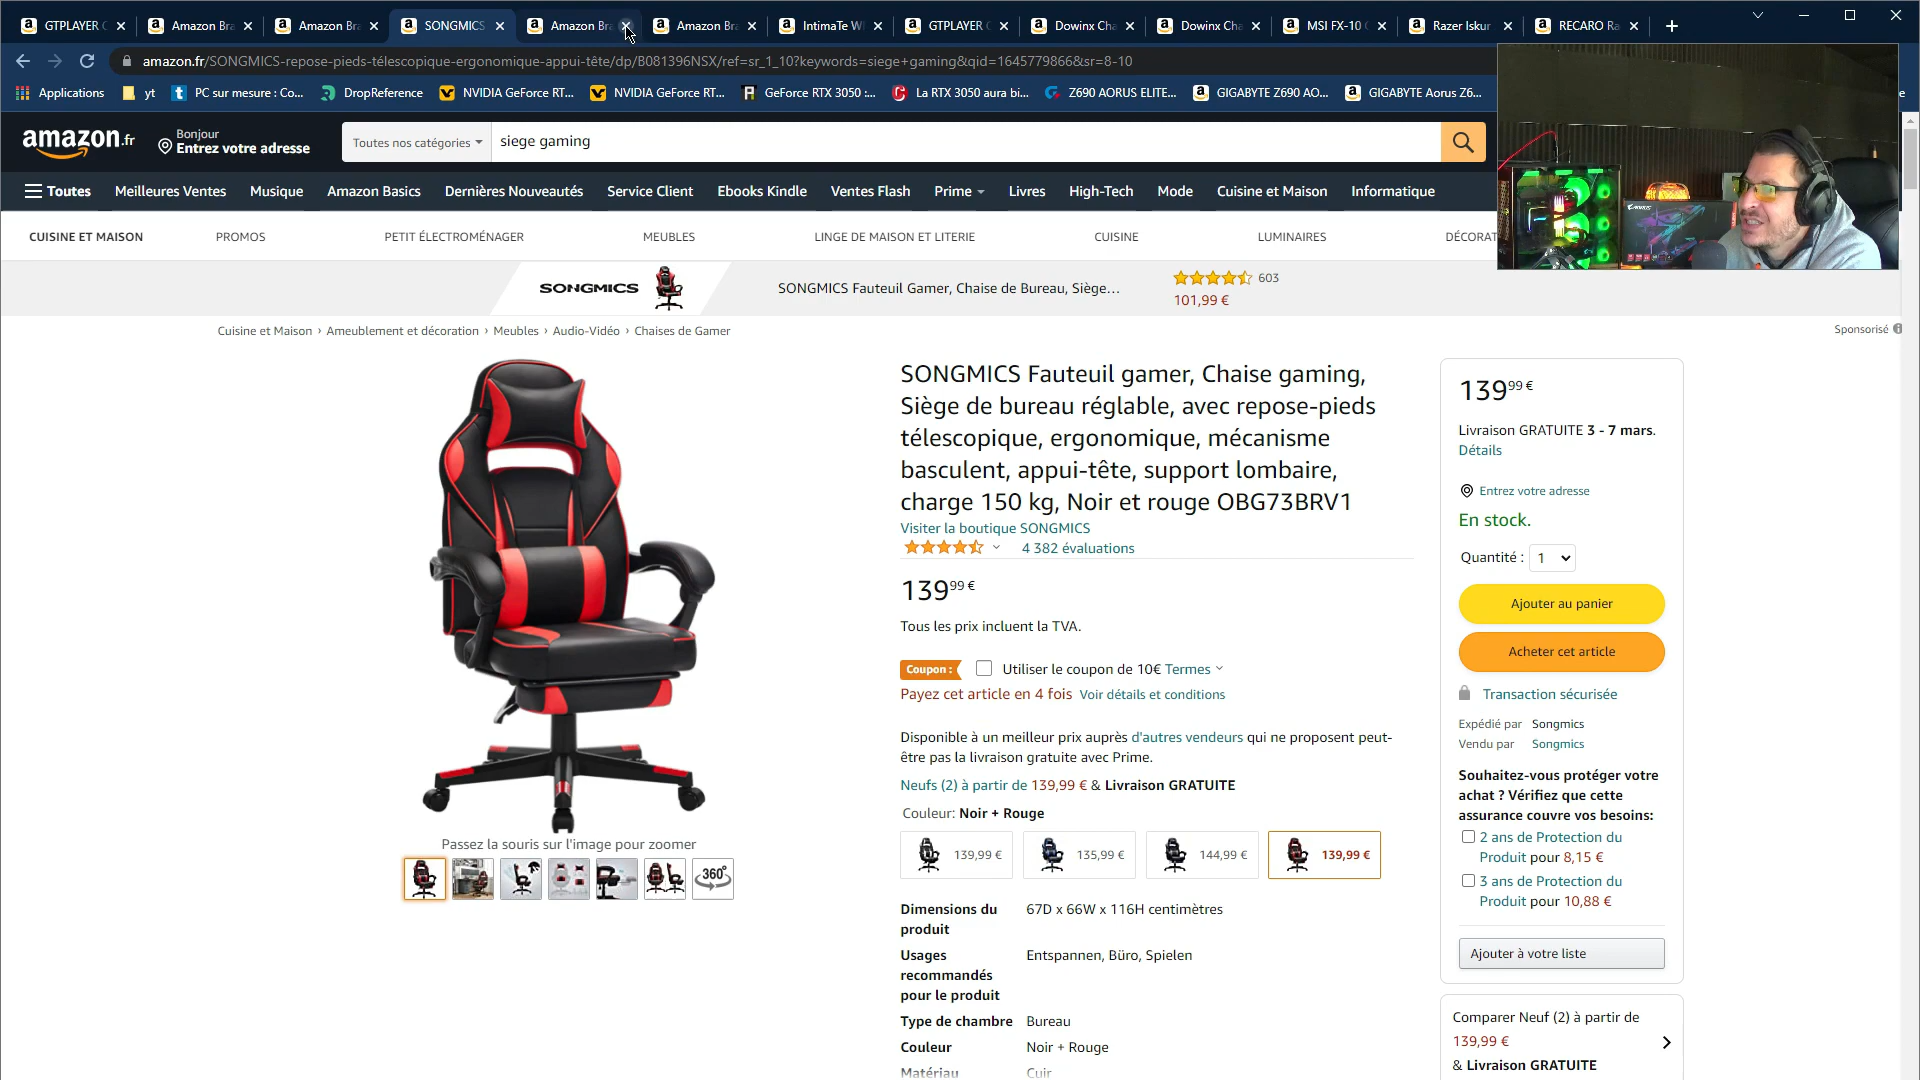 GTPLAYER C
Amazon Bra
Amazon Bra
SONGMICS
Amazon Bra
Amazon Bra
IntimaTe W
GTPLAYER C
Dowinx Cha
Dowinx Cha
MSI FX-10 C
Razer Iskur
RECARO Ra
amazon.fr/SONGMICS-repose-pieds-télescopique-ergonomique-appui-tête/dp/B081396NSX/ref=sr_1_10?keywords=siege+gaming&qid=1645779866&sr=8-10
Applications
yt
PC sur mesure : Co...
DropReference
NVIDIA GeForce RT...
NVIDIA GeForce RT...
GeForce RTX 3050 :...
La RTX 3050 aura bi...
Z690 AORUS ELITE...
GIGABYTE Z690 AO...
GIGABYTE Aorus Z6...
e
amazon.fr
Bonjour
Entrez votre adresse
Toutes nos catégories
siege gaming
Toutes
Meilleures Ventes
Musique
Amazon Basics
Dernières Nouveautés
Service Client
Ebooks Kindle
Ventes Flash
Prime
Livres
High-Tech
Mode
Cuisine et Maison
Informatique
CUISINE ET MAISON
PROMOS
PETIT ÉLECTROMÉNAGER
MEUBLES
LINGE DE MAISON ET LITERIE
CUISINE
LUMINAIRES
DÉCORAT
SONGMICS
SONGMICS Fauteuil Gamer, Chaise de Bureau, Siège...
603
101,99 €
Cuisine et Maison › Ameublement et décoration › Meubles › Audio-Vidéo › Chaises de Gamer
Sponsorisé
SONGMICS Fauteuil gamer, Chaise gaming,
Siège de bureau réglable, avec repose-pieds
télescopique, ergonomique, mécanisme
basculent, appui-tête, support lombaire,
charge 150 kg, Noir et rouge OBG73BRV1
Visiter la boutique SONGMICS
4 382 évaluations
139,99 €
Tous les prix incluent la TVA.
Coupon :
Utiliser le coupon de 10€ Termes
Payez cet article en 4 fois Voir détails et conditions
Disponible à un meilleur prix auprès d'autres vendeurs qui ne proposent peut-
être pas la livraison gratuite avec Prime.
Neufs (2) à partir de 139,99 € & Livraison GRATUITE
Couleur: Noir + Rouge
139,99 €
135,99 €
144,99 €
139,99 €
Passez la souris sur l'image pour zoomer
360°
Dimensions du
produit
67D x 66W x 116H centimètres
Usages
recommandés
pour le produit
Entspannen, Büro, Spielen
Type de chambre
Bureau
Couleur
Noir + Rouge
Matériau
Cuir
139 99 €
Livraison GRATUITE 3 - 7 mars.
Détails
Entrez votre adresse
En stock.
Quantité :
1
Ajouter au panier
Acheter cet article
Transaction sécurisée
Expédié par Songmics
Vendu par Songmics
Souhaitez-vous protéger votre
achat ? Vérifiez que cette
assurance couvre vos besoins:
2 ans de Protection du
Produit pour 8,15 €
3 ans de Protection du
Produit pour 10,88 €
Ajouter à votre liste
Comparer Neuf (2) à partir de
139,99 €
& Livraison GRATUITE